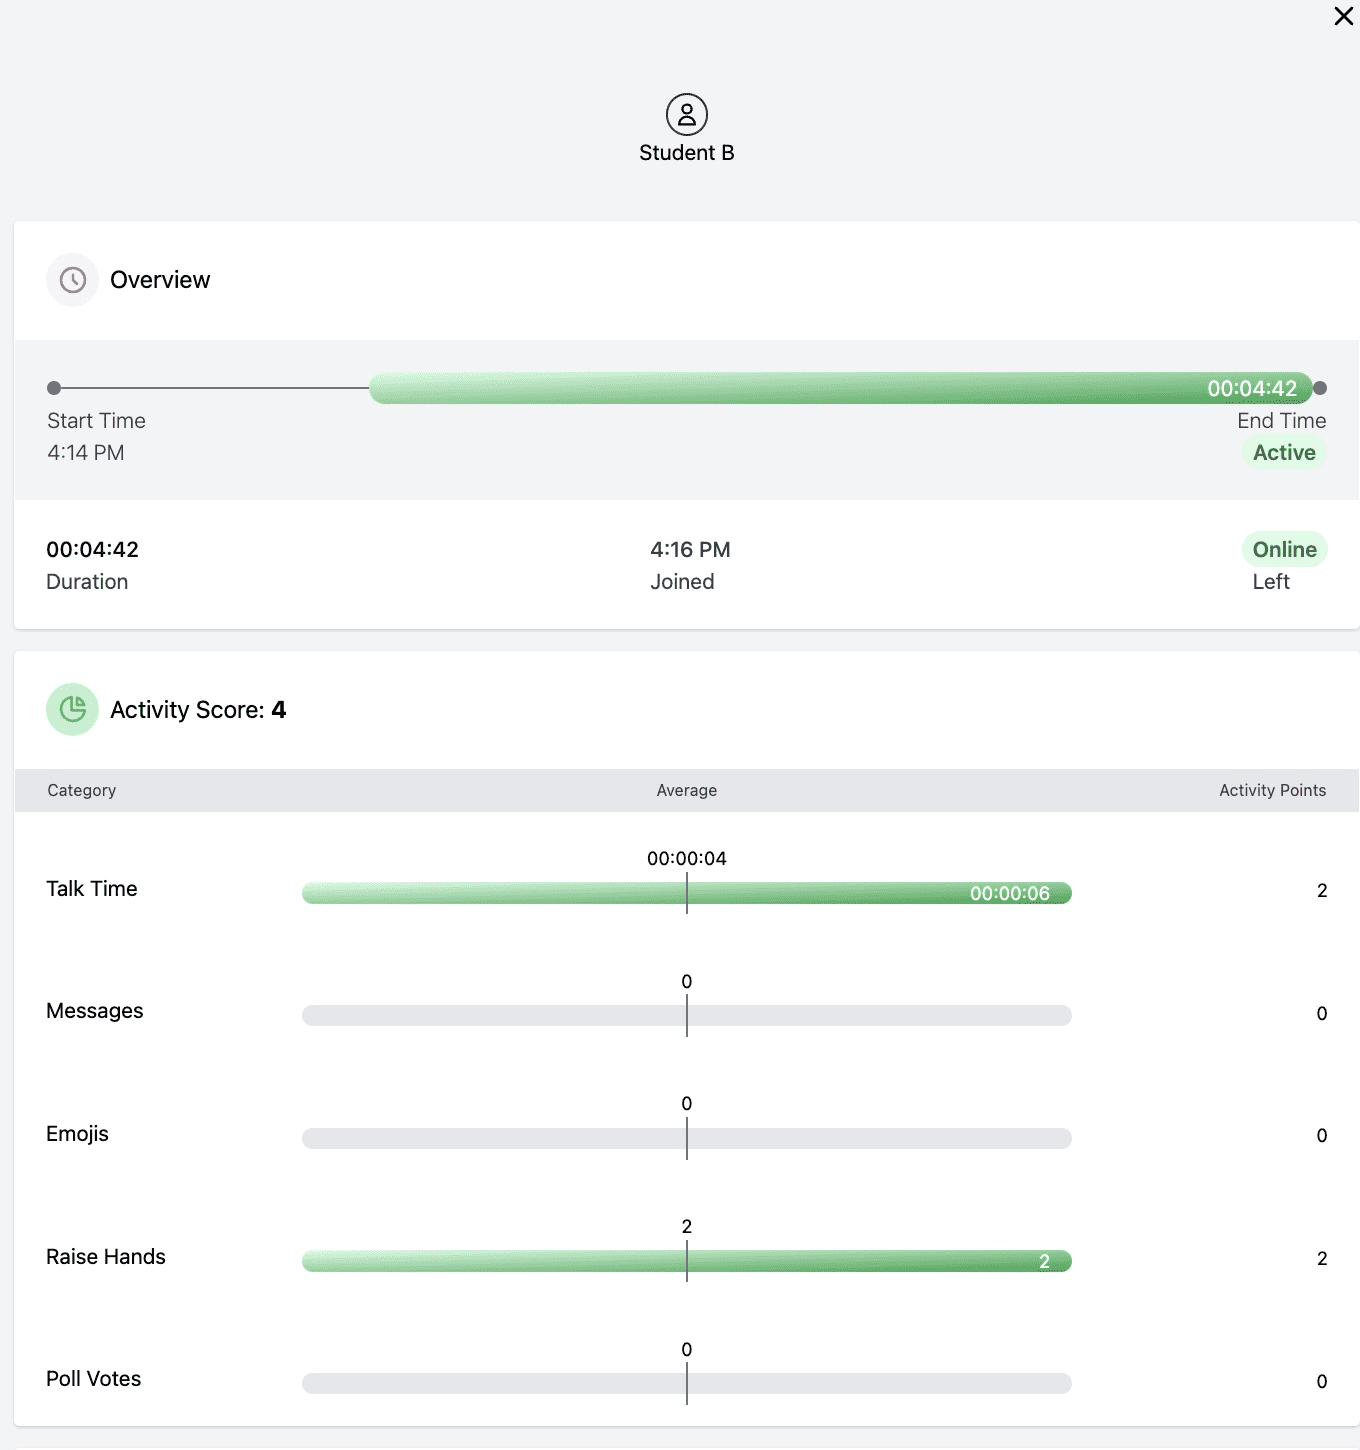 Student B
Overview
00:04:42
Start Time
End Time
4:14 PM
Active
00:04:42
4:16 PM
Online
Duration
Joined
Left
Activity Score: 4
Category
Average
Activity Points
00:00:04
Talk Time
00:00:06
2
0
Messages
0
0
Emojis
0
2
Raise Hands
2
2
0
Poll Votes
0